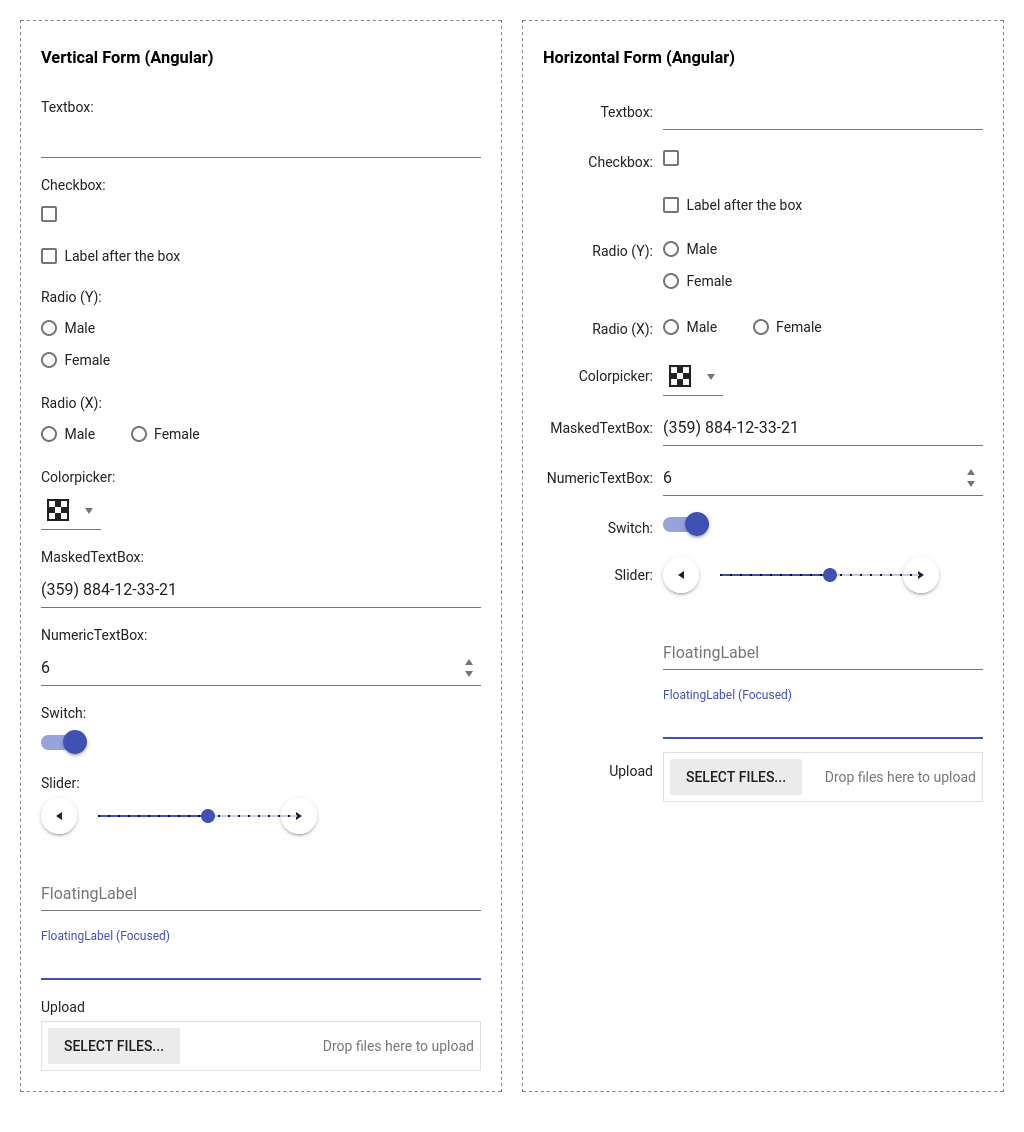 Vertical Form (Angular)
Textbox:
Checkbox:
Label after the box
Radio (Y):
Male
Female
Radio (X):
Male Female
Colorpicker:
MaskedTextBox:
(359) 884-12-33-21
NumericTextBox:
6
Switch:
Slider:
FloatingLabel
FloatingLabel (Focused)
Upload
SELECT FILES... Drop files here to upload
Horizontal Form (Angular)
Textbox:
Checkbox:
Label after the box
Radio (Y): Male
Female
Radio (X): Male Female
Colorpicker:
MaskedTextBox: (359) 884-12-33-21
NumericTextBox: 6
Switch:
Slider:
FloatingLabel
FloatingLabel (Focused)
Upload SELECT FILES... Drop files here to upload